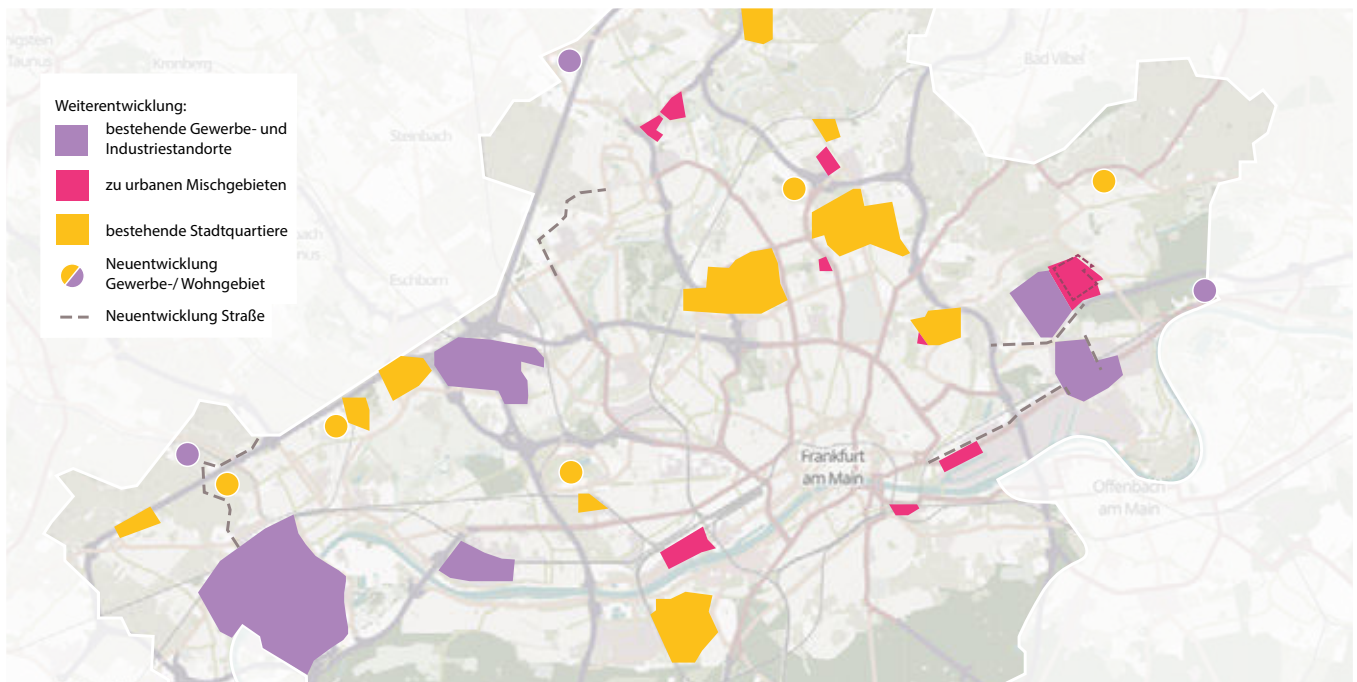 Kronberg
Bad Vilbel
Steinbach
Weiterentwicklung:
bestehende Gewerbe- und
Industriestandorte
zu urbanen Mischgebieten
bestehende Stadtquartiere
Neuentwicklung
Gewerbe-/ Wohngebiet
Neuentwicklung Straße
Eschborn
Frankfurt
am Main
Offenbach
am Main